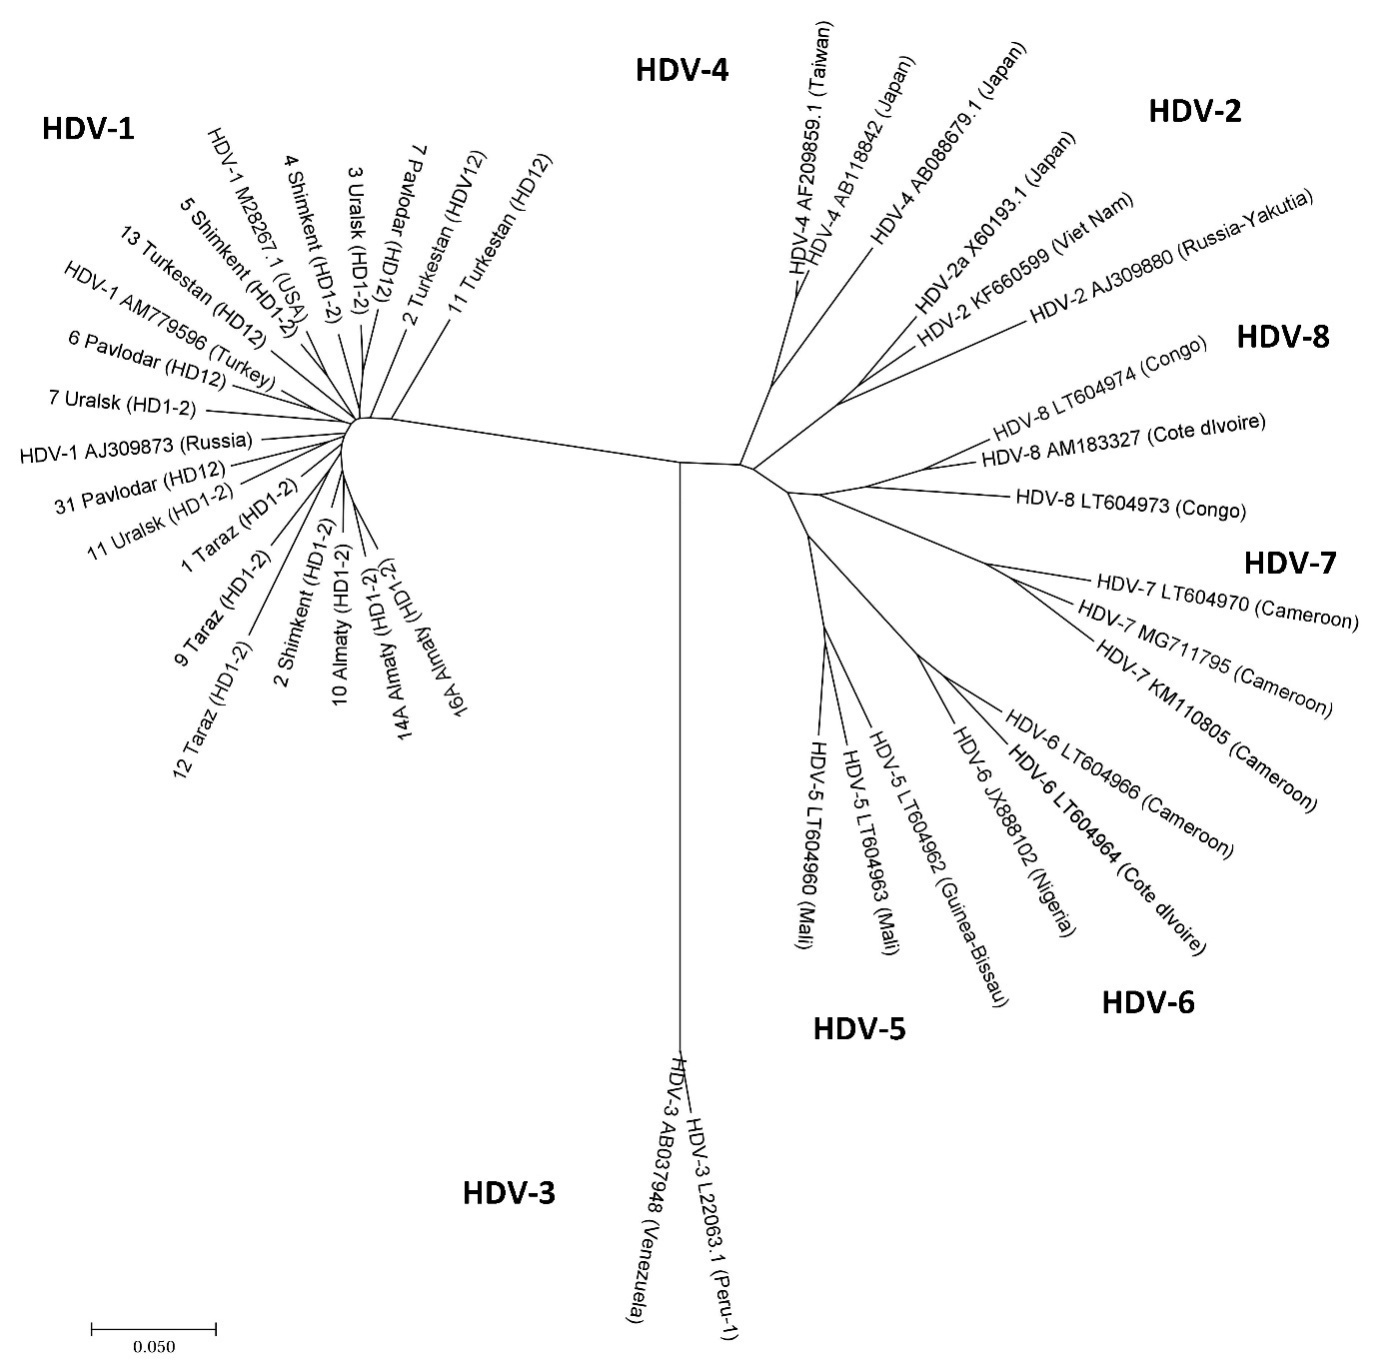 HDV-4
HDV-2
HDV-1
HDV-8
HDV-7
HDV-6
HDV-5
HDV-3
12 Taraz (HD1-2)
9 Taraz (HD1-2)
1 Taraz (HD1-2)
11 Uralsk (HD1-2)
31 Pavlodar (HD12)
HDV-1 AJ309873 (Russia)
7 Uralsk (HD1-2)
6 Pavlodar (HD12)
HDV-1 AM779596 (Turkey)
13 Turkestan (HD12)
5 Shimkent (HD1-2)
HDV-1 M28267.1 (USA)
4 Shimkent (HD1-2)
3 Uralsk (HD1-2)
7 Pavlodar (HD12)
2 Turkestan (HDV12)
11 Turkestan (HD12)
HDV-4 AF209859.1 (Taiwan)
HDV-4 AB118842 (Japan)
HDV-4 AB088679.1 (Japan)
HDV-2a X60193.1 (Japan)
HDV-2 KF660599 (Viet Nam)
HDV-2 AJ309880 (Russia-Yakutia)
HDV-8 LT604974 (Congo)
HDV-8 AM183327 (Cote dIvoire)
HDV-8 LT604973 (Congo)
HDV-7 LT604970 (Cameroon)
HDV-7 MG711795 (Cameroon)
HDV-7 KM110805 (Cameroon)
HDV-6 LT604966 (Cameroon)
HDV-6 LT604964 (Cote dIvoire)
HDV-6 JX888102 (Nigeria)
HDV-5 LT604962 (Guinea-Bissau)
HDV-5 LT604963 (Mali)
HDV-5 LT604960 (Mali)
HDV-3 L22063.1 (Peru-1)
HDV-3 AB037948 (Venezuela)
16A Almaty (HD1-2)
14A Almaty (HD1-2)
10 Almaty (HD1-2)
2 Shimkent (HD1-2)
0.050